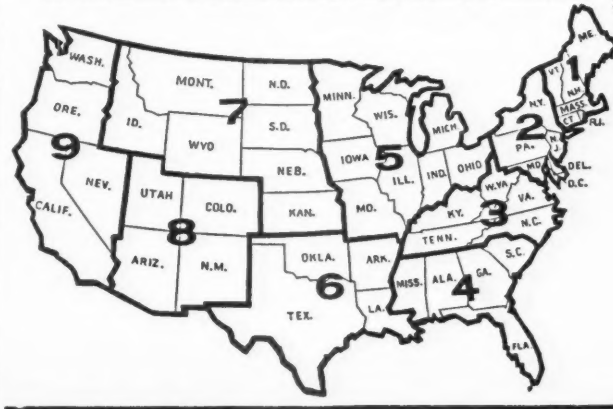 WASH.
ORE.
9
CALIF.
NEV.
MONT.
N.D.
7
ID.
WYO
S.D.
NEB.
KAN.
UTAH
COLO.
8
ARIZ.
N.M.
MINN.
WIS.
MICH.
IOWA
5
ILL.
IND.
OHIO
MO.
OKLA.
ARK.
6
TEX.
LA.
ME.
VT.
1
N.H.
MASS.
CT.
R.I.
N.Y.
2
PA.
N.
J.
MD.
DEL.
D.C.
W.VA
VA.
KY.
3
N.C.
TENN.
S.C.
MISS.
ALA.
GA.
4
FLA.